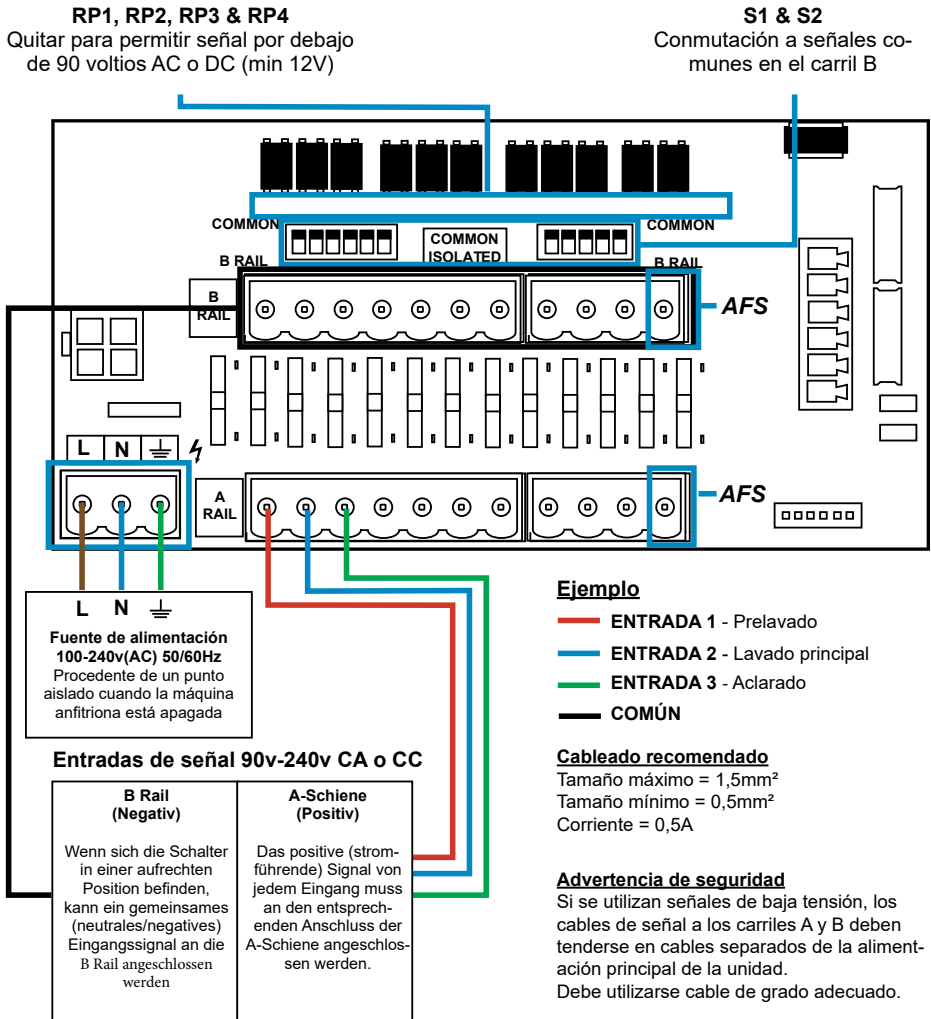 RP1, RP2, RP3 & RP4
Quitar para permitir señal por debajo
de 90 voltios AC o DC (min 12V)
S1 & S2
Conmutación a señales co-
munes en el carril B
COMMON
COMMON
ISOLATED
COMMON
B RAIL
B RAIL
B
RAIL
AFS
L N
A
RAIL
AFS
L N
Fuente de alimentación
100-240v(AC) 50/60Hz
Procedente de un punto
aislado cuando la máquina
anfitriona está apagada
Ejemplo
ENTRADA 1 - Prelavado
ENTRADA 2 - Lavado principal
ENTRADA 3 - Aclarado
COMÚN
Entradas de señal 90v-240v CA o CC
B Rail
(Negativ)
Wenn sich die Schalter
in einer aufrechten
Position befinden,
kann ein gemeinsames
(neutrales/negatives)
Eingangssignal an die
B Rail angeschlossen
werden
A-Schiene
(Positiv)
Das positive (strom-
führende) Signal von
jedem Eingang muss
an den entsprech-
enden Anschluss der
A-Schiene angeschlos-
sen werden.
Cableado recomendado
Tamaño máximo = 1,5mm²
Tamaño mínimo = 0,5mm²
Corriente = 0,5A
Advertencia de seguridad
Si se utilizan señales de baja tensión, los
cables de señal a los carriles A y B deben
tenderse en cables separados de la aliment-
ación principal de la unidad.
Debe utilizarse cable de grado adecuado.